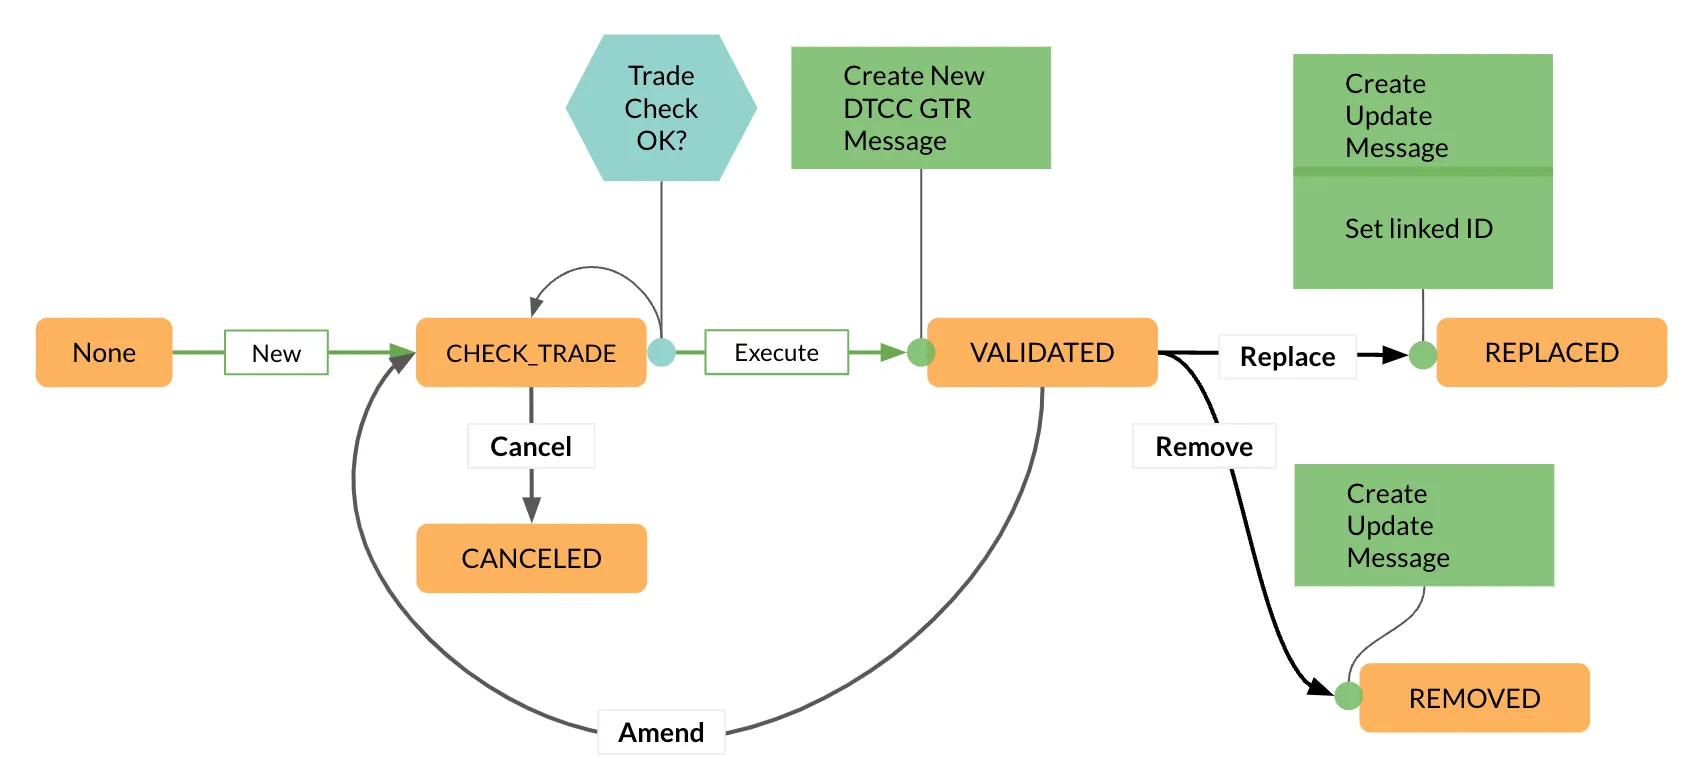 Trade
Check
OK?
Create New
DTCC GTR
Message
Create
Update
Message
Set linked ID
None
New
CHECK_TRADE
Execute
VALIDATED
Replace
REPLACED
Cancel
Remove
CANCELED
Create
Update
Message
REMOVED
Amend